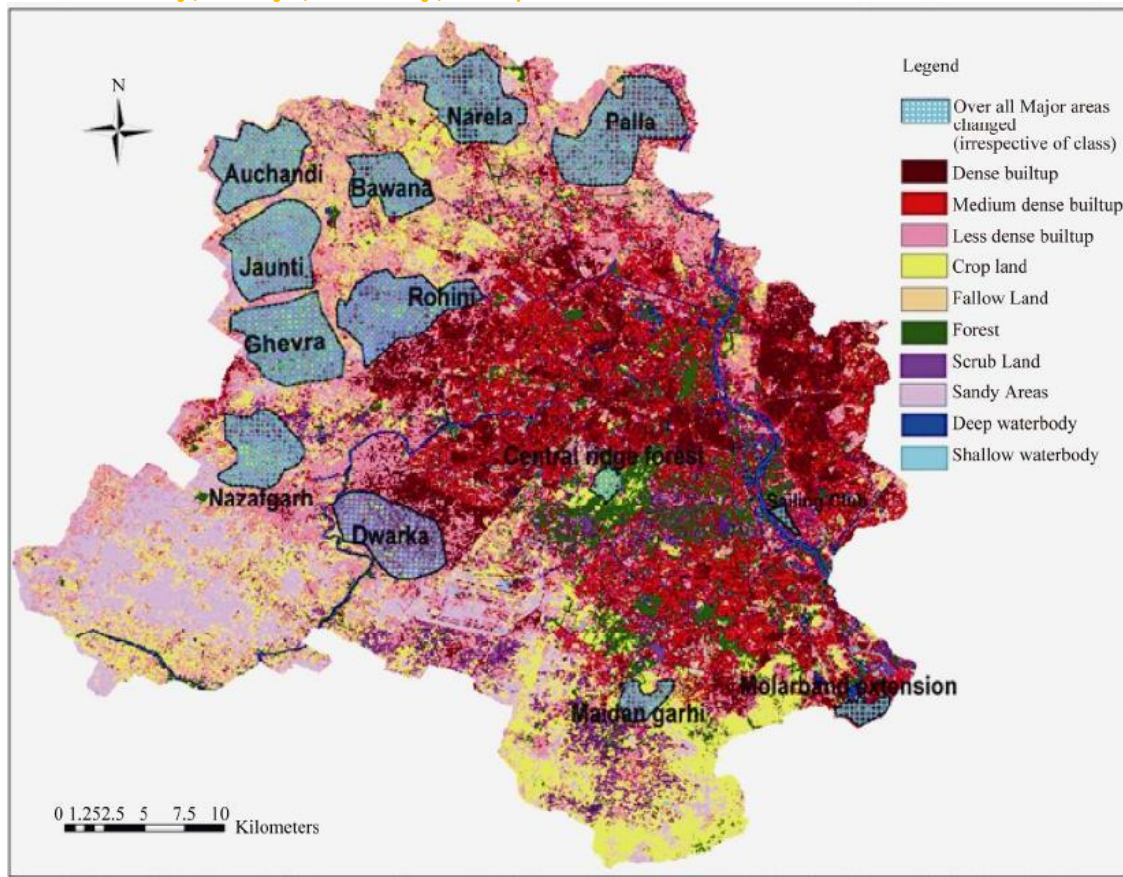 N
Legend
Over all Major areas
changed
(irrespective of class)
Dense builtup
Medium dense builtup
Less dense builtup
Crop land
Fallow Land
Forest
Scrub Land
Sandy Areas
Deep waterbody
Shallow waterbody
Narela
Palla
Auchandi
Bawana
Jaunti
Rohini
Ghevra
Central ridge forest
Sailing Club
Nazafgarh
Dwarka
Molarband extension
Maidan garhi
0 1.252.5 5 7.5 10
Kilometers